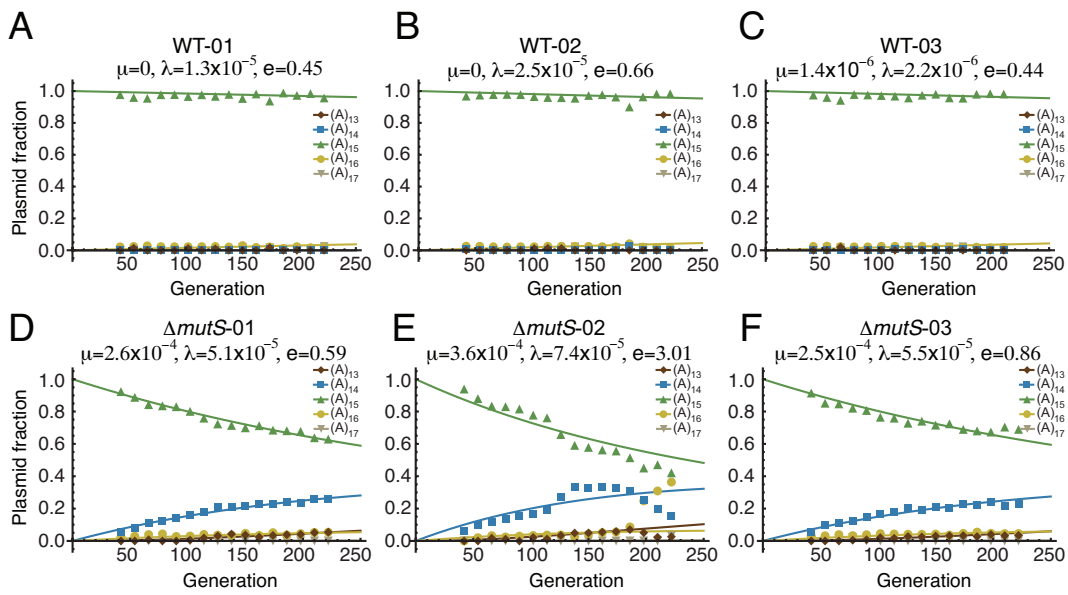 A
WT-01
μ=0, λ=1.3x10⁻⁵, e=0.45
Plasmid fraction
1.0
0.8
0.6
0.4
0.2
0.0
(A)₁₃
(A)₁₄
(A)₁₅
(A)₁₆
(A)₁₇
50 100 150 200 250
Generation
B
WT-02
μ=0, λ=2.5x10⁻⁵, e=0.66
1.0
0.8
0.6
0.4
0.2
0.0
(A)₁₃
(A)₁₄
(A)₁₅
(A)₁₆
(A)₁₇
50 100 150 200 250
Generation
C
WT-03
μ=1.4x10⁻⁶, λ=2.2x10⁻⁶, e=0.44
1.0
0.8
0.6
0.4
0.2
0.0
(A)₁₃
(A)₁₄
(A)₁₅
(A)₁₆
(A)₁₇
50 100 150 200 250
Generation
D
ΔmutS-01
μ=2.6x10⁻⁴, λ=5.1x10⁻⁵, e=0.59
Plasmid fraction
1.0
0.8
0.6
0.4
0.2
0.0
(A)₁₃
(A)₁₄
(A)₁₅
(A)₁₆
(A)₁₇
50 100 150 200 250
Generation
E
ΔmutS-02
μ=3.6x10⁻⁴, λ=7.4x10⁻⁵, e=3.01
1.0
0.8
0.6
0.4
0.2
0.0
(A)₁₃
(A)₁₄
(A)₁₅
(A)₁₆
(A)₁₇
50 100 150 200 250
Generation
F
ΔmutS-03
μ=2.5x10⁻⁴, λ=5.5x10⁻⁵, e=0.86
1.0
0.8
0.6
0.4
0.2
0.0
(A)₁₃
(A)₁₄
(A)₁₅
(A)₁₆
(A)₁₇
50 100 150 200 250
Generation